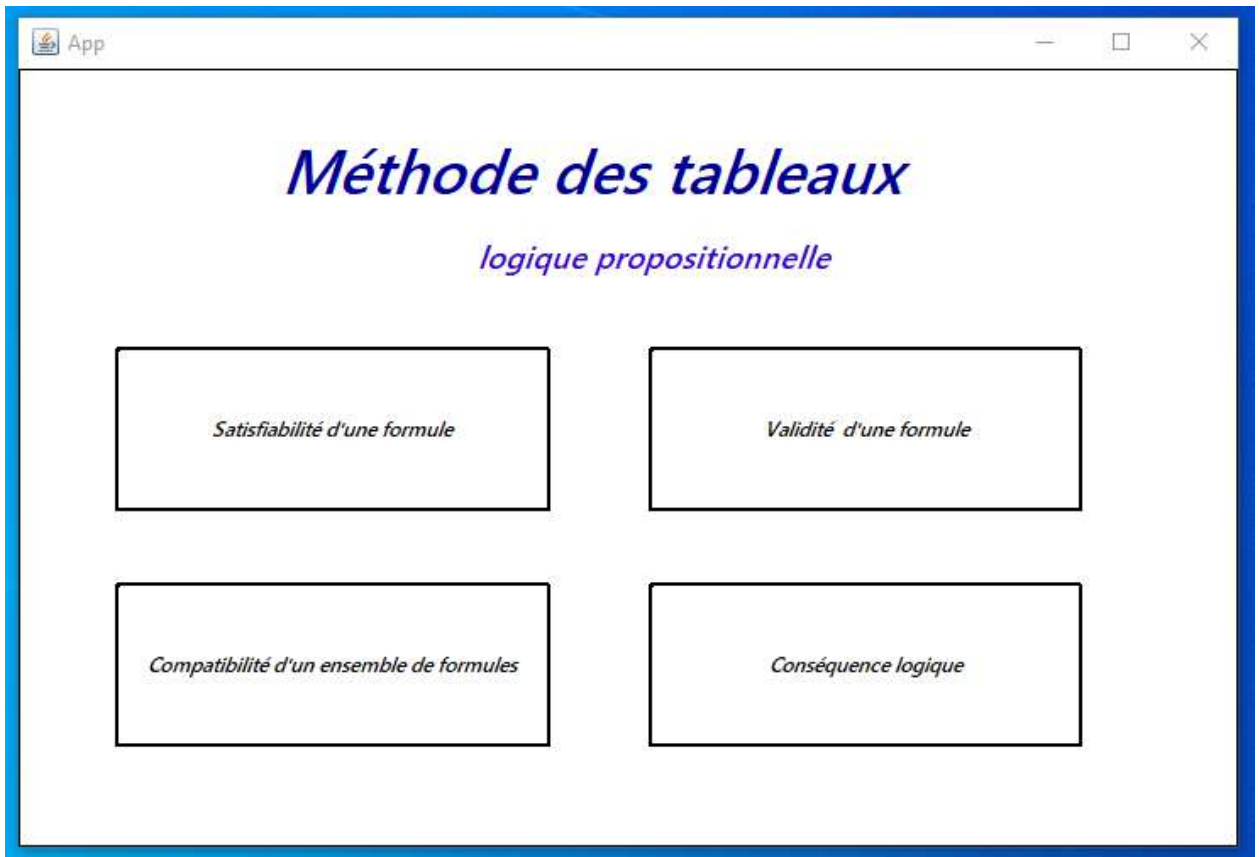 App
Méthode des tableaux
logique propositionnelle
Satisfiabilité d'une formule
Validité  d'une formule
Compatibilité d'un ensemble de formules
Conséquence logique